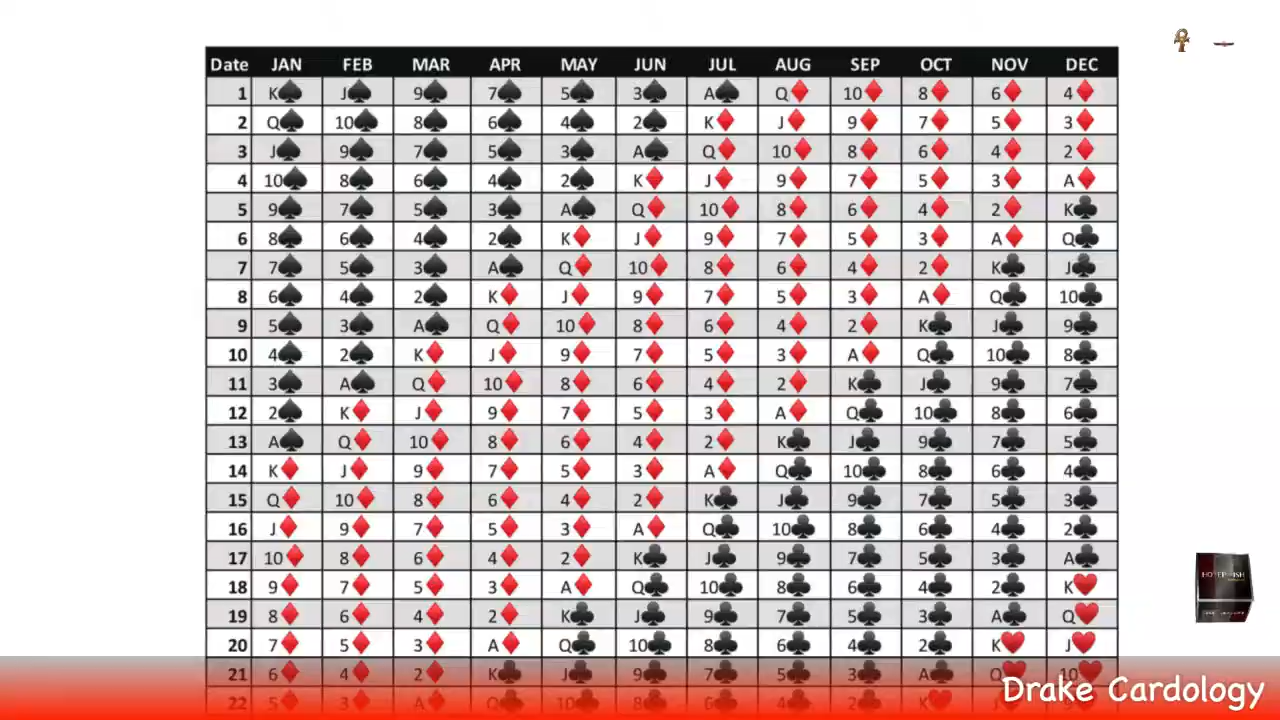 Date JAN FEB MAR APR MAY JUN JUL AUG SEP OCT NOV DEC
1 K♠ J♠ 9♠ 7♠ 5♠ 3♠ A♠ Q♦ 10♦ 8♦ 6♦ 4♦
2 Q♠ 10♠ 8♠ 6♠ 4♠ 2♠ K♦ J♦ 9♦ 7♦ 5♦ 3♦
3 J♠ 9♠ 7♠ 5♠ 3♠ A♠ Q♦ 10♦ 8♦ 6♦ 4♦ 2♦
4 10♠ 8♠ 6♠ 4♠ 2♠ K♦ J♦ 9♦ 7♦ 5♦ 3♦ A♦
5 9♠ 7♠ 5♠ 3♠ A♠ Q♦ 10♦ 8♦ 6♦ 4♦ 2♦ K♣
6 8♠ 6♠ 4♠ 2♠ K♦ J♦ 9♦ 7♦ 5♦ 3♦ A♦ Q♣
7 7♠ 5♠ 3♠ A♠ Q♦ 10♦ 8♦ 6♦ 4♦ 2♦ K♣ J♣
8 6♠ 4♠ 2♠ K♦ J♦ 9♦ 7♦ 5♦ 3♦ A♦ Q♣ 10♣
9 5♠ 3♠ A♠ Q♦ 10♦ 8♦ 6♦ 4♦ 2♦ K♣ J♣ 9♣
10 4♠ 2♠ K♦ J♦ 9♦ 7♦ 5♦ 3♦ A♦ Q♣ 10♣ 8♣
11 3♠ A♠ Q♦ 10♦ 8♦ 6♦ 4♦ 2♦ K♣ J♣ 9♣ 7♣
12 2♠ K♦ J♦ 9♦ 7♦ 5♦ 3♦ A♦ Q♣ 10♣ 8♣ 6♣
13 A♠ Q♦ 10♦ 8♦ 6♦ 4♦ 2♦ K♣ J♣ 9♣ 7♣ 5♣
14 K♦ J♦ 9♦ 7♦ 5♦ 3♦ A♦ Q♣ 10♣ 8♣ 6♣ 4♣
15 Q♦ 10♦ 8♦ 6♦ 4♦ 2♦ K♣ J♣ 9♣ 7♣ 5♣ 3♣
16 J♦ 9♦ 7♦ 5♦ 3♦ A♦ Q♣ 10♣ 8♣ 6♣ 4♣ 2♣
17 10♦ 8♦ 6♦ 4♦ 2♦ K♣ J♣ 9♣ 7♣ 5♣ 3♣ A♣
18 9♦ 7♦ 5♦ 3♦ A♦ Q♣ 10♣ 8♣ 6♣ 4♣ 2♣ K♥
19 8♦ 6♦ 4♦ 2♦ K♣ J♣ 9♣ 7♣ 5♣ 3♣ A♣ Q♥
20 7♦ 5♦ 3♦ A♦ Q♣ 10♣ 8♣ 6♣ 4♣ 2♣ K♥ J♥
21 6♦ 4♦ 2♦ K♣ J♣ 9♣ 7♣ 5♣ 3♣ A♣ Q♥ 10♥
22
Drake Cardology